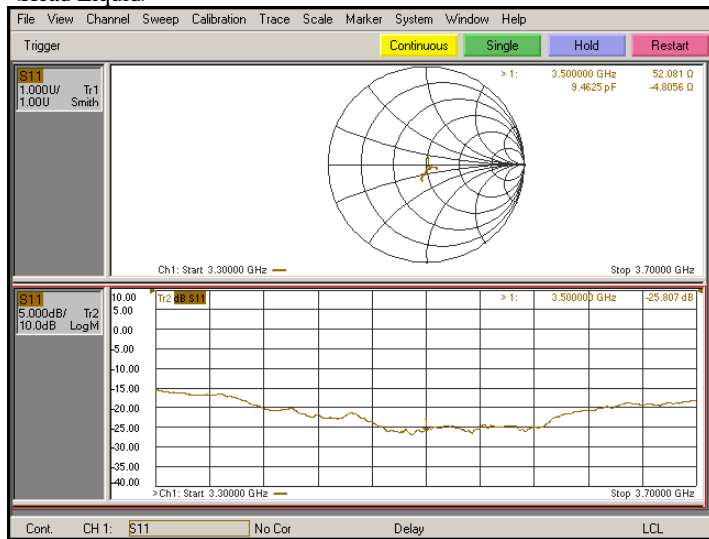 <Head Liquid>
File View Channel Sweep Calibration Trace Scale Marker System Window Help
Trigger Continuous Single Hold Restart
S11
1.000U/ Tr1
1.00U Smith
> 1: 3.500000 GHz 52.081 Ω
9.4625 pF -4.8056 Ω
Ch1: Start 3.30000 GHz Stop 3.70000 GHz
S11
5.000dB/ Tr2
10.0dB LogM
Tr2 dB S11
> 1: 3.500000 GHz -25.807 dB
10.00
5.00
0.00
-5.00
-10.00
-15.00
-20.00
-25.00
-30.00
-35.00
-40.00
>Ch1: Start 3.30000 GHz Stop 3.70000 GHz
Cont. CH 1: S11 No Cor Delay LCL